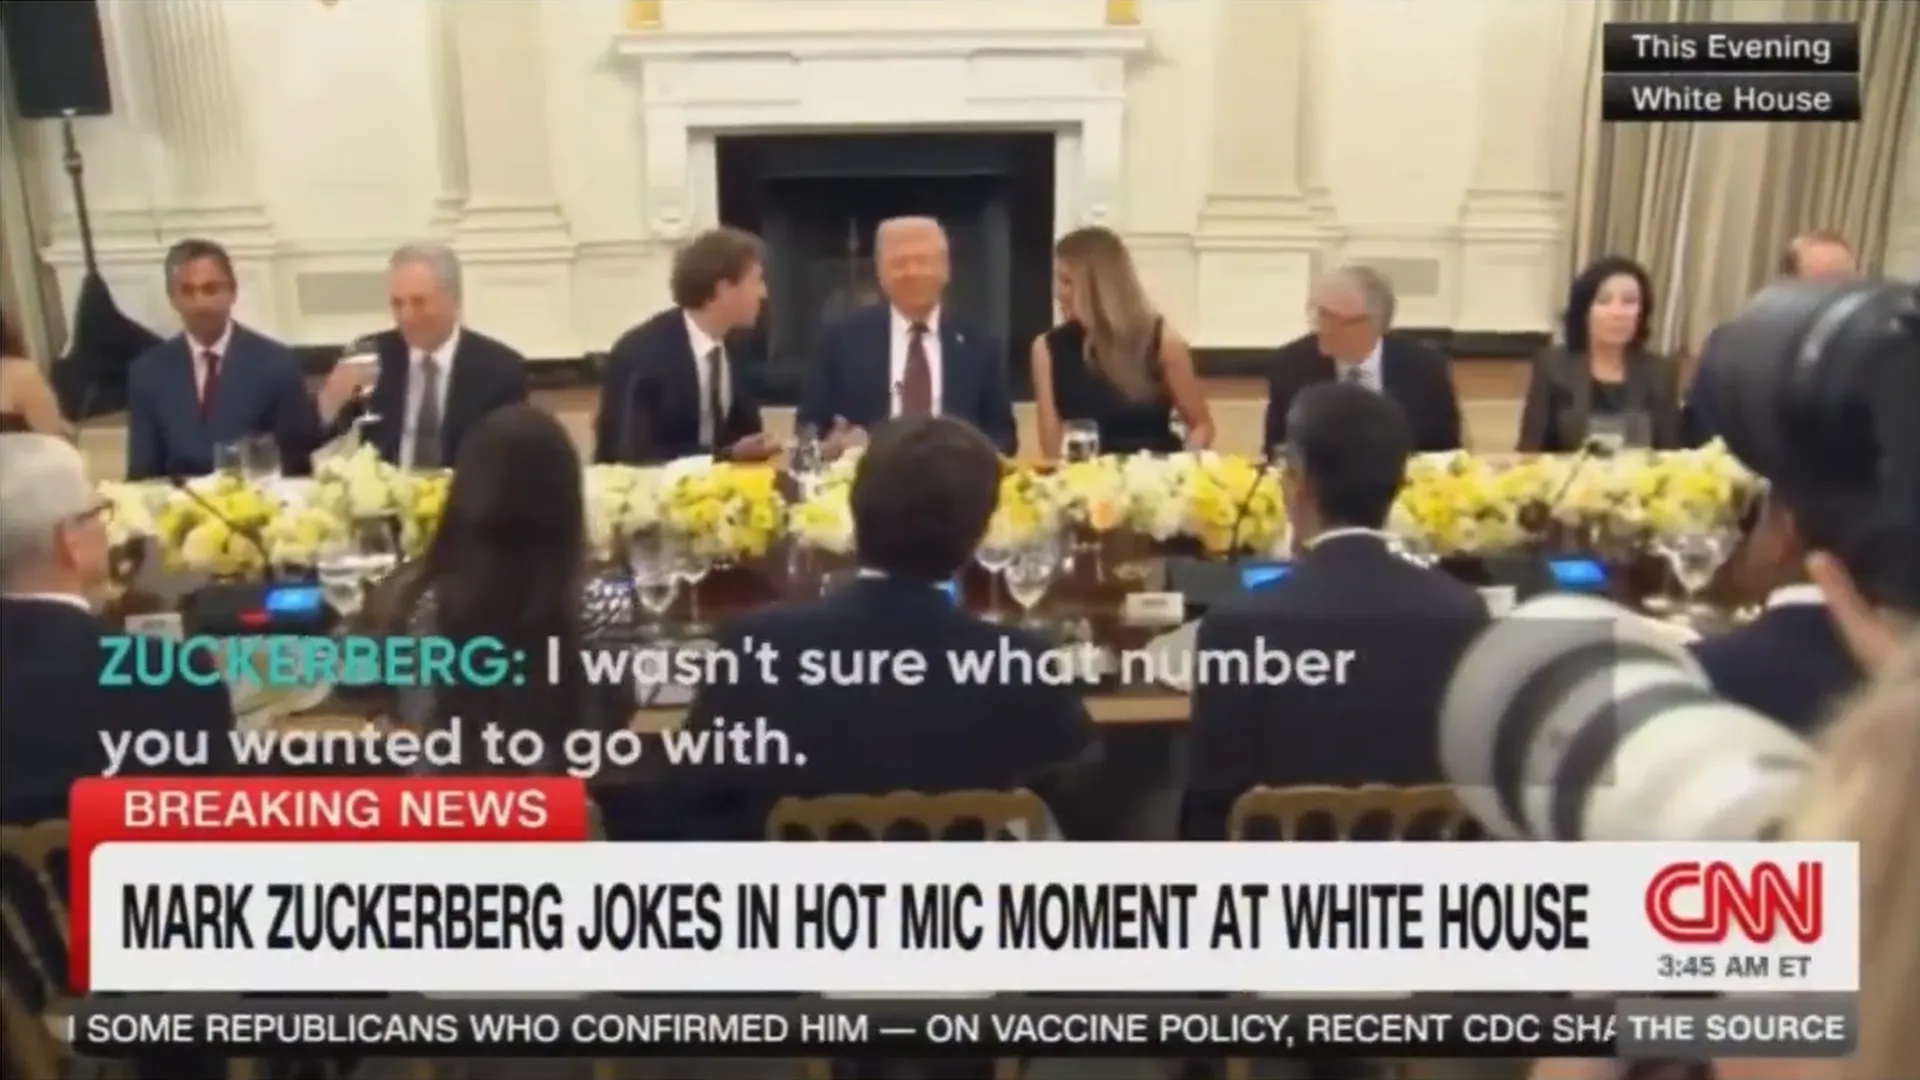 This Evening
White House
ZUCKERBERG: I wasn't sure what number
you wanted to go with.
BREAKING NEWS
MARK ZUCKERBERG JOKES IN HOT MIC MOMENT AT WHITE HOUSE
CNN
3:45 AM ET
SOME REPUBLICANS WHO CONFIRMED HIM — ON VACCINE POLICY, RECENT CDC SHA
THE SOURCE